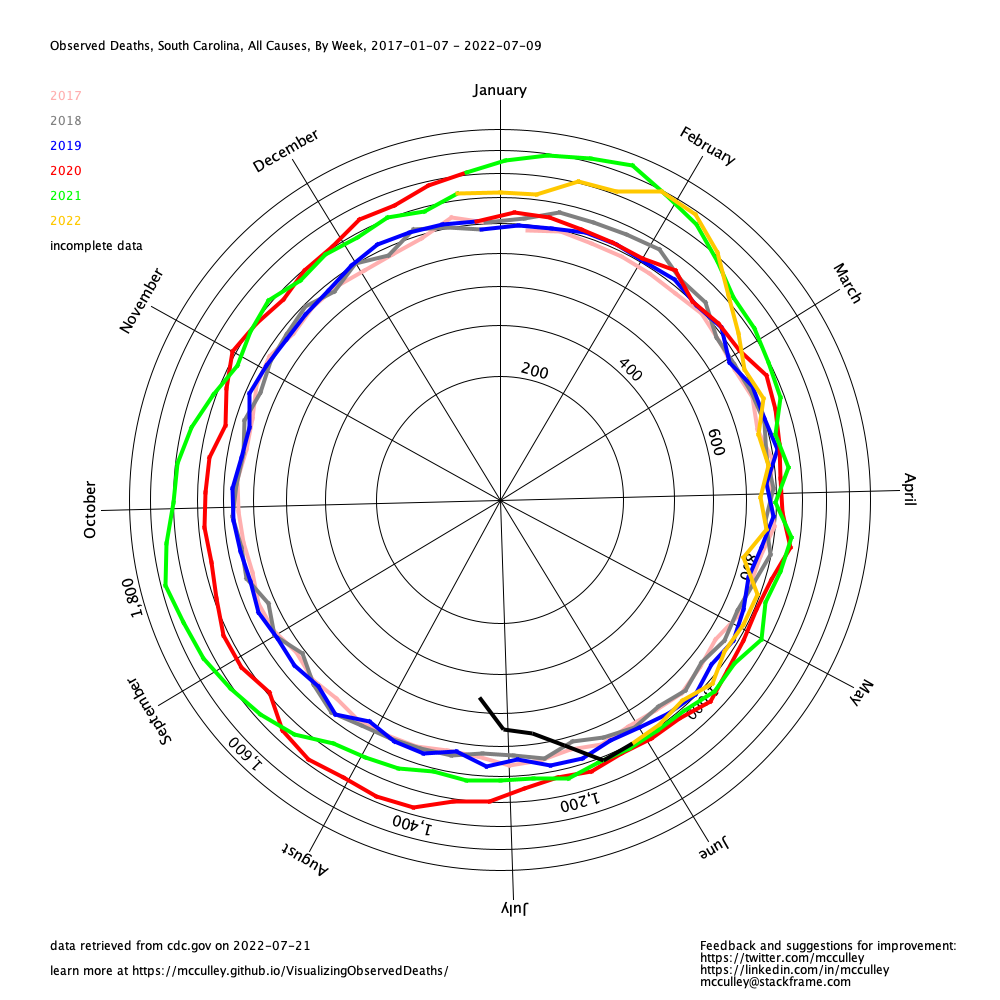 Observed Deaths, South Carolina, All Causes, By Week, 2017-01-07 - 2022-07-09
January
2017
2018
2019
2020
2021
2022
incomplete data
December
February
November
March
200
400
600
October
April
800
1,800
May
September
1,600
1,200
1,400
August
June
July
data retrieved from cdc.gov on 2022-07-21
learn more at https://mcculley.github.io/VisualizingObservedDeaths/
Feedback and suggestions for improvement:
https://twitter.com/mcculley
https://linkedin.com/in/mcculley
mcculley@stackframe.com